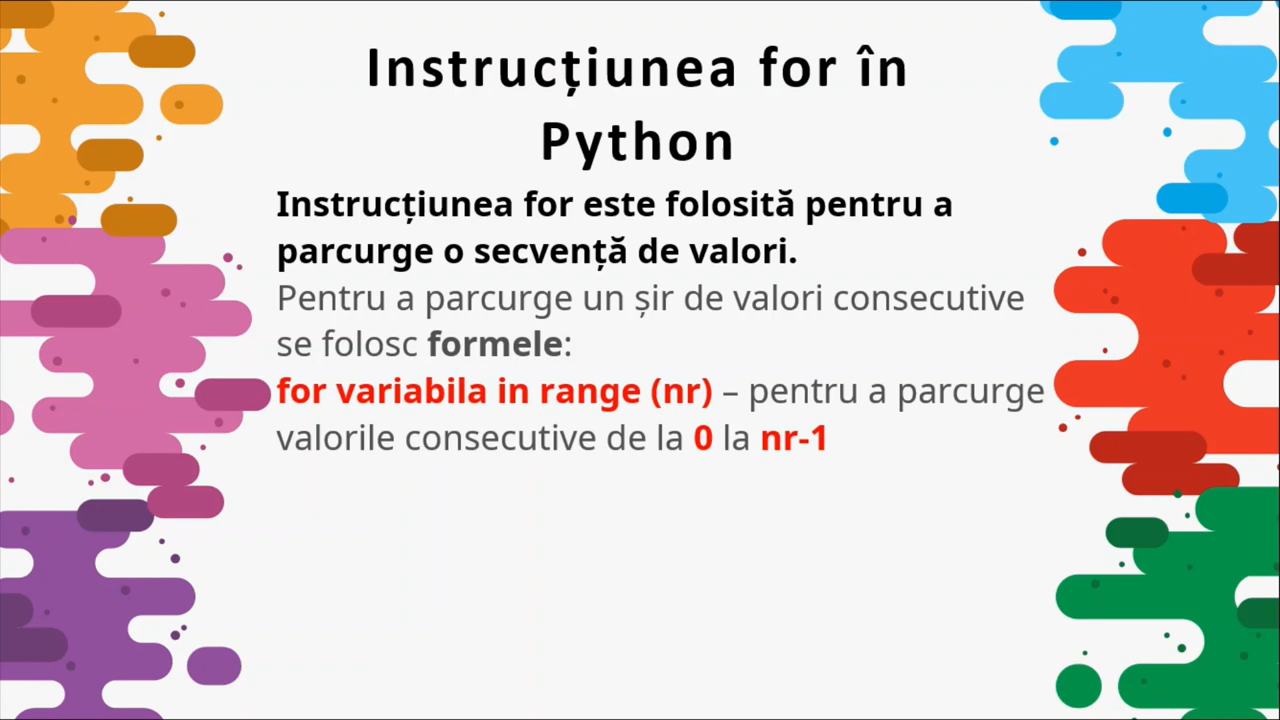 Instrucțiunea for în
Python
Instrucțiunea for este folosită pentru a
parcurge o secvență de valori.
Pentru a parcurge un șir de valori consecutive
se folosc formele:
for variabila in range (nr) – pentru a parcurge
valorile consecutive de la 0 la nr-1